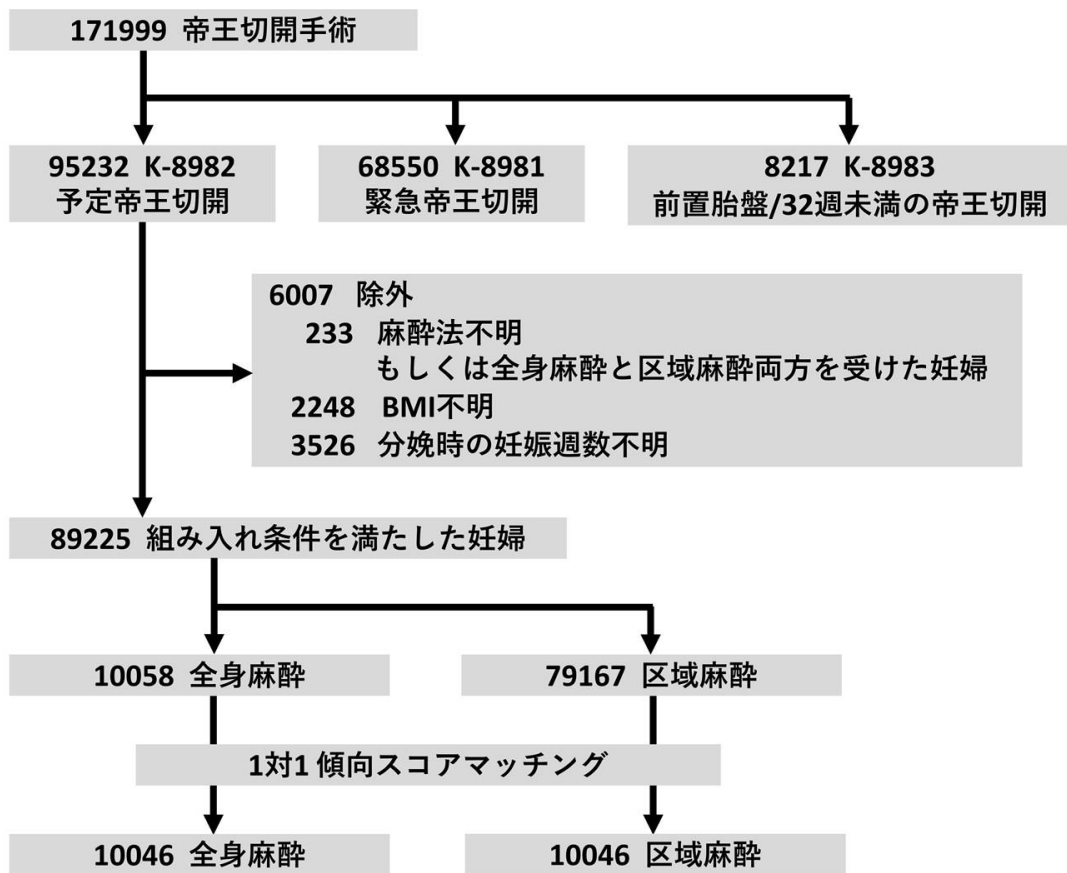 171999 帝王切開手術
95232 K-8982
予定帝王切開
68550 K-8981
緊急帝王切開
8217 K-8983
前置胎盤/32週未満の帝王切開
6007 除外
233 麻酔法不明
もしくは全身麻酔と区域麻酔両方を受けた妊婦
2248 BMI不明
3526 分娩時の妊娠週数不明
89225 組み入れ条件を満たした妊婦
10058 全身麻酔
79167 区域麻酔
1対1 傾向スコアマッチング
10046 全身麻酔
10046 区域麻酔